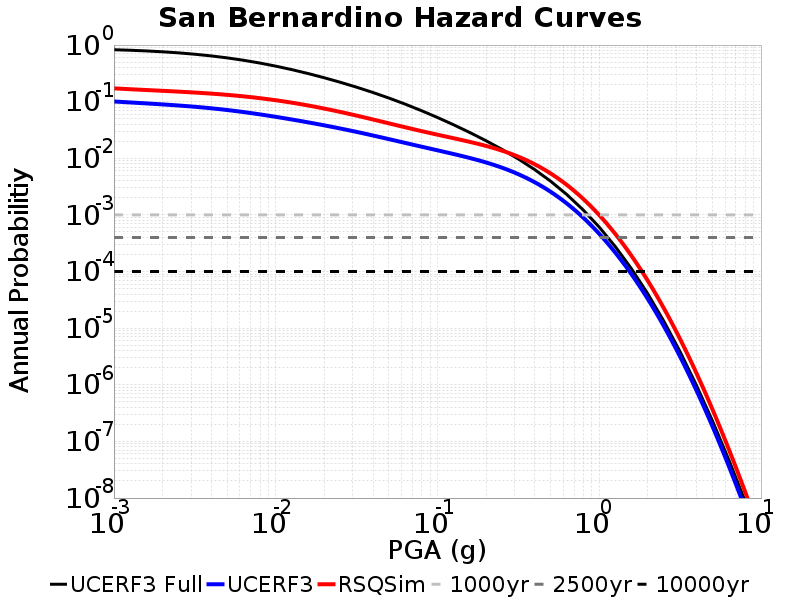 San Bernardino Hazard Curves
10^0
10^-1
10^-2
10^-3
10^-4
10^-5
10^-6
10^-7
10^-8
Annual Probabilitiy
10^-3 10^-2 10^-1 10^0 10^1
PGA (g)
UCERF3 Full UCERF3 RSQSim 1000yr 2500yr 10000yr